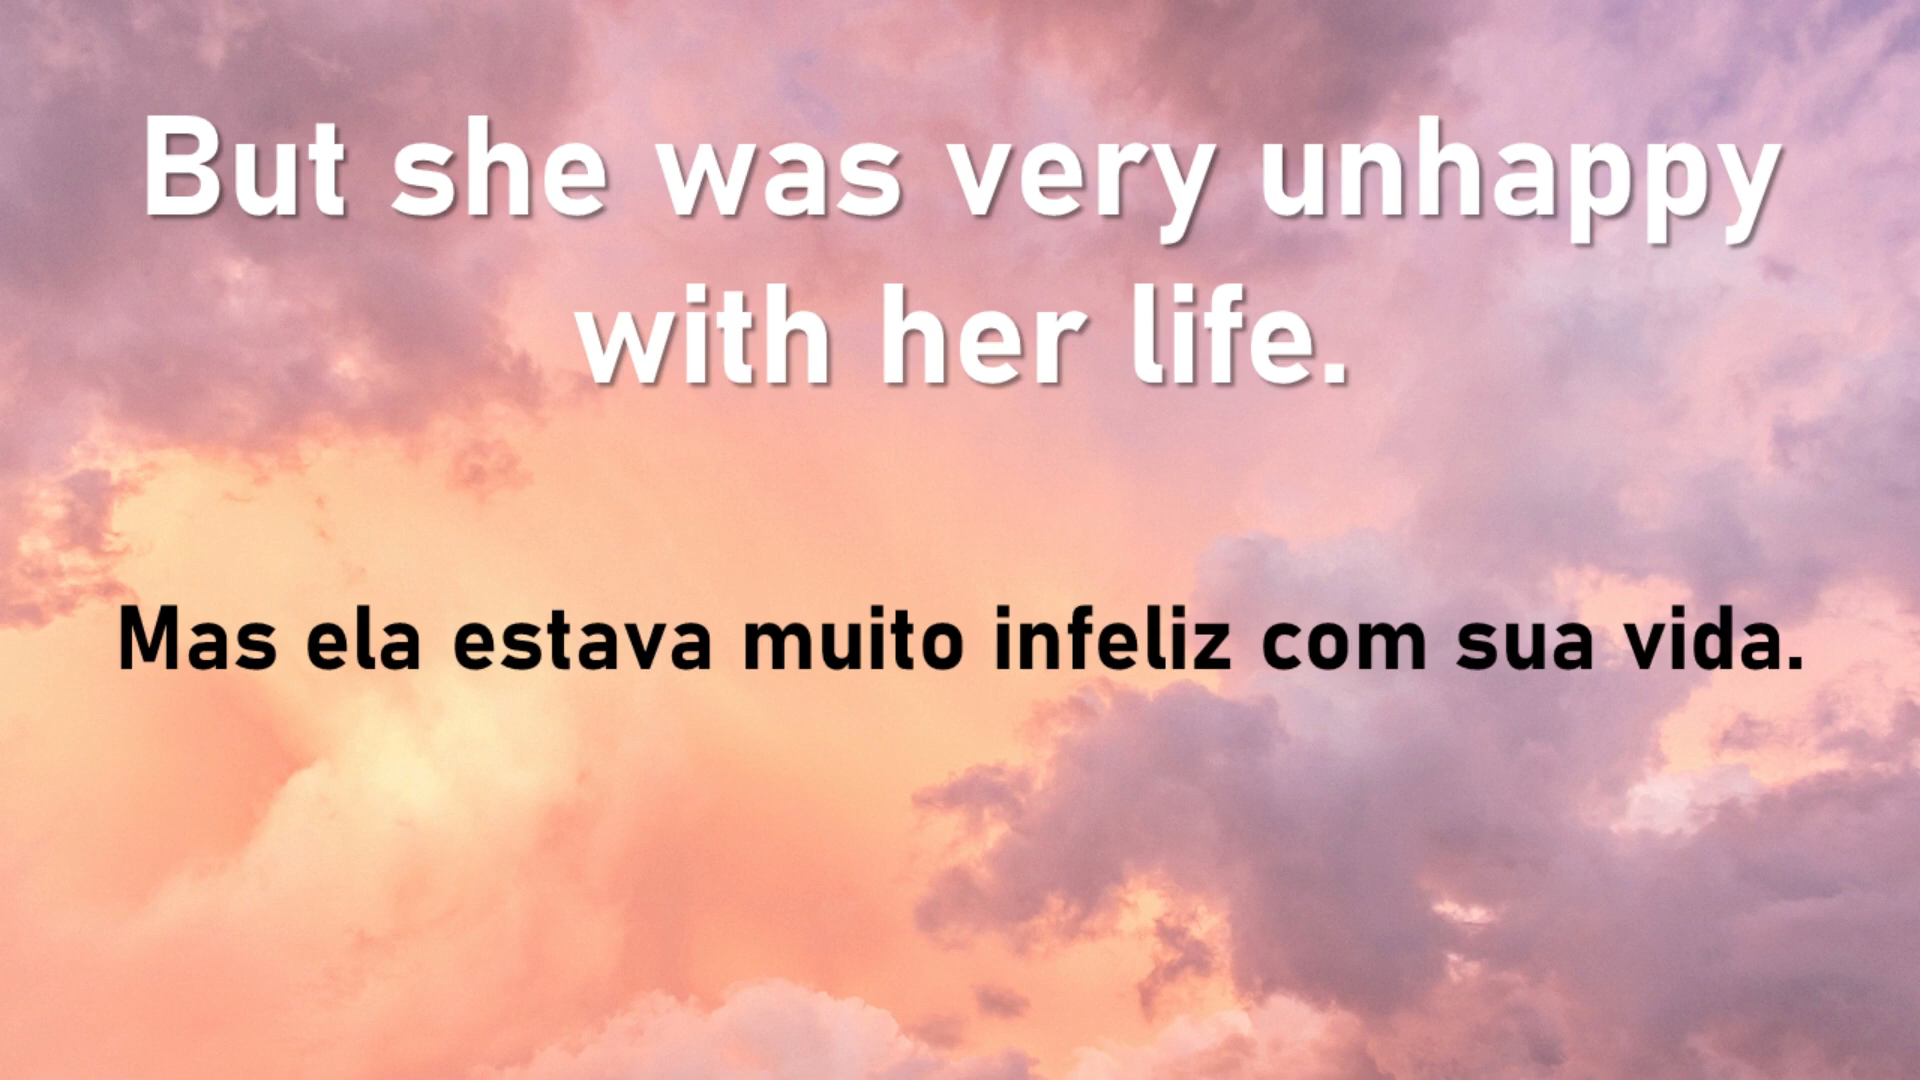 But she was very unhappy
with her life.
Mas ela estava muito infeliz com sua vida.